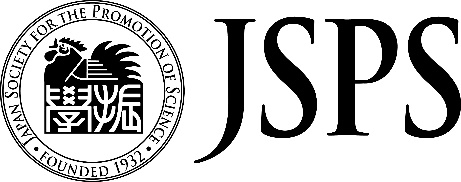 JAPAN SOCIETY FOR THE PROMOTION OF SCIENCE
• FOUNDED 1932 •
學振
JSPS